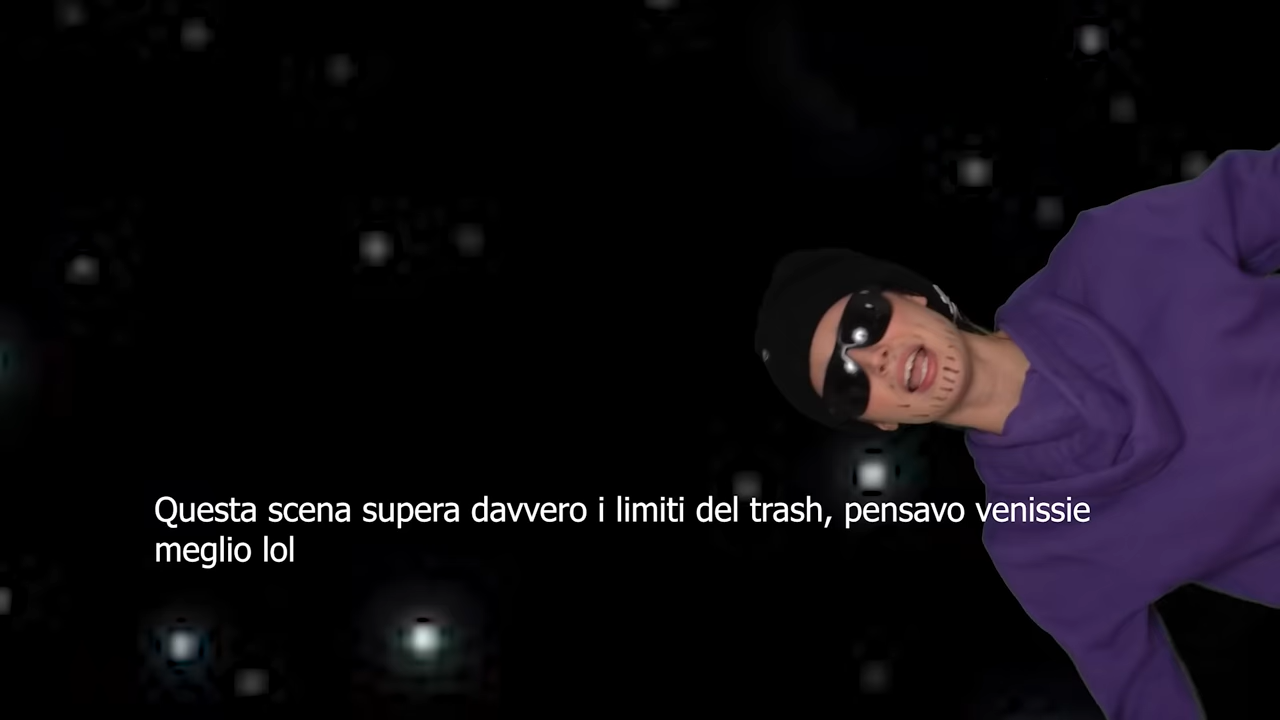 Questa scena supera davvero i limiti del trash, pensavo venissie
meglio lol